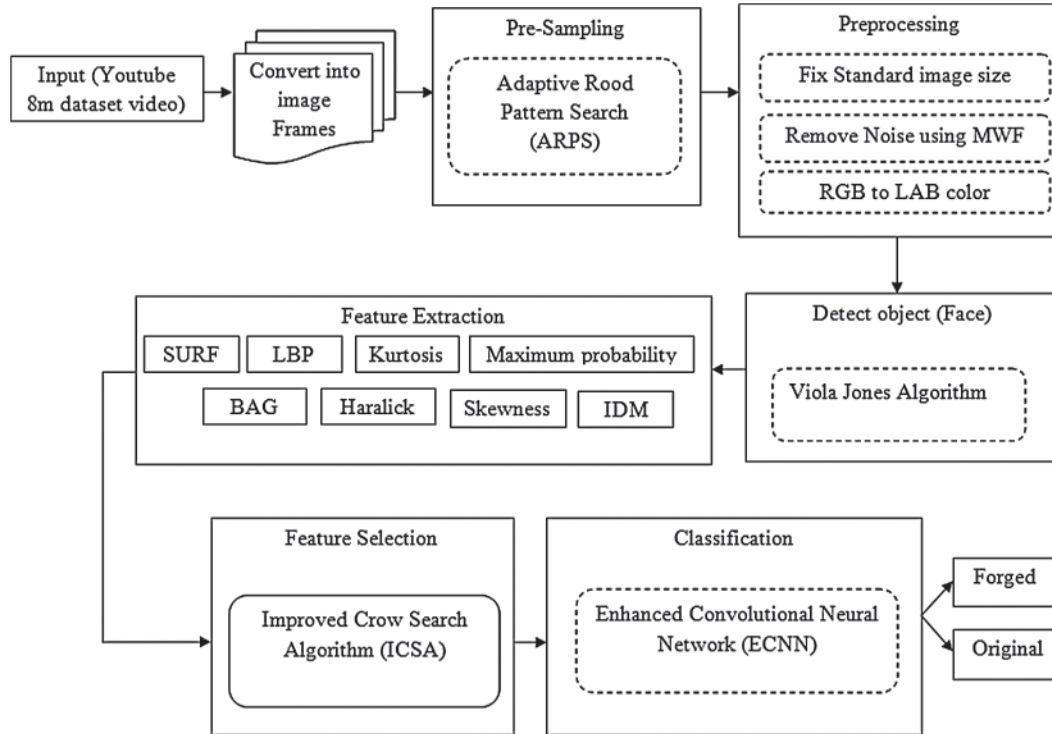 Input (Youtube
8m dataset video)
Convert into
image
Frames
Pre-Sampling
Adaptive Rood
Pattern Search
(ARPS)
Preprocessing
Fix Standard image size
Remove Noise using MWF
RGB to LAB color
Detect object (Face)
Viola Jones Algorithm
Feature Extraction
SURF
LBP
Kurtosis
Maximum probability
BAG
Haralick
Skewness
IDM
Feature Selection
Improved Crow Search
Algorithm (ICSA)
Classification
Enhanced Convolutional Neural
Network (ECNN)
Forged
Original